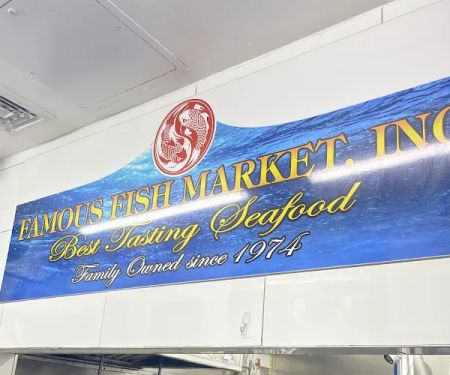 FAMOUS FISH MARKET. INC
Best Tasting Seafood
Family Owned since 1974